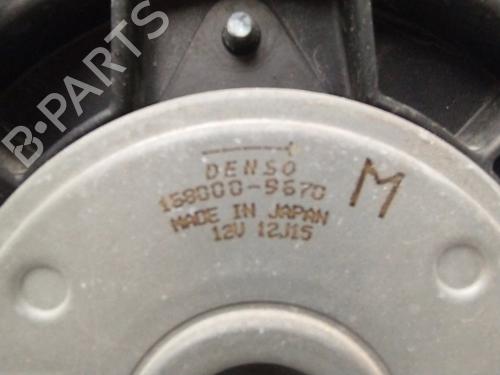 B-PARTS
DENSO
168000-9670
MADE IN JAPAN
12V 12J15
M